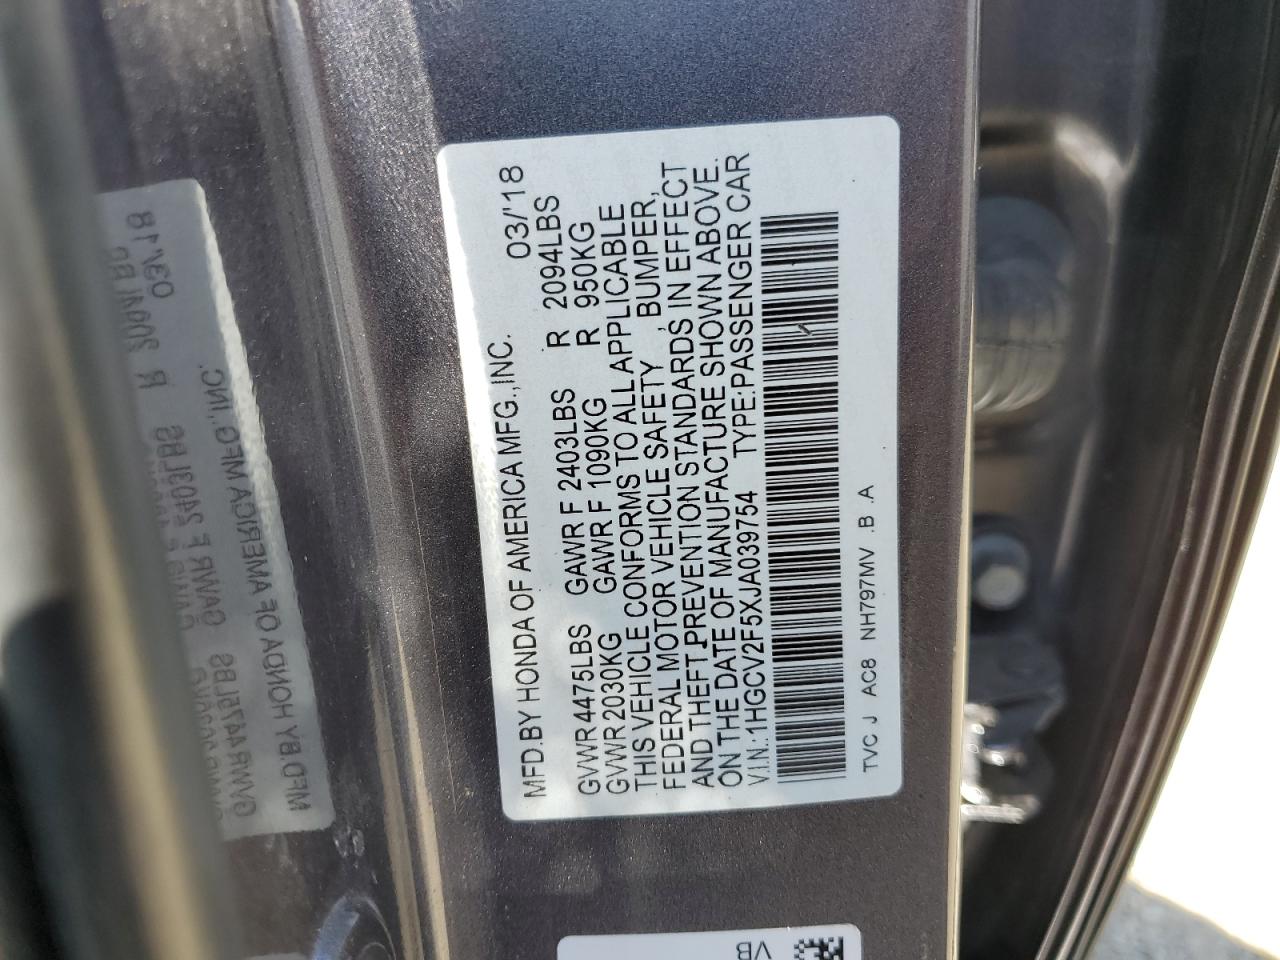 MFD.BY HONDA OF AMERICA MFG.,INC. 03/'18
GVWR 4475LBS GAWR F 2403LBS R 2094LBS
GVWR 2030KG GAWR F 1090KG R 950KG
THIS VEHICLE CONFORMS TO ALL APPLICABLE
FEDERAL MOTOR VEHICLE SAFETY , BUMPER,
AND THEFT PREVENTION STANDARDS IN EFFECT
ON THE DATE OF MANUFACTURE SHOWN ABOVE.
V.I.N.: 1HGCV2F5XJA039754 TYPE:PASSENGER CAR
TVC J AC8 NH797MV .B .A
VB